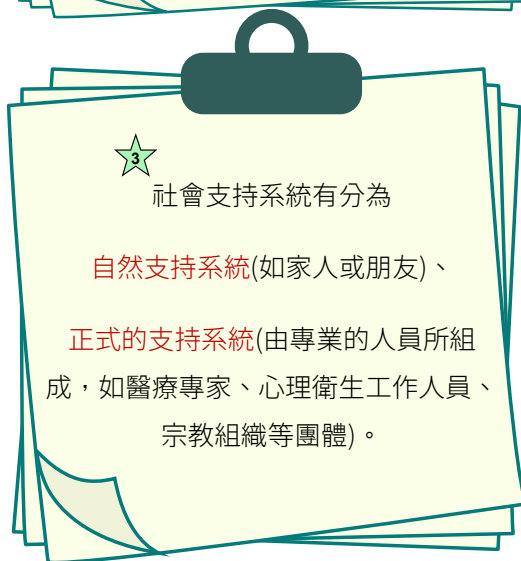 3
社會支持系統有分為
自然支持系統(如家人或朋友)、
正式的支持系統(由專業的人員所組
成，如醫療專家、心理衛生工作人員、
宗教組織等團體)。